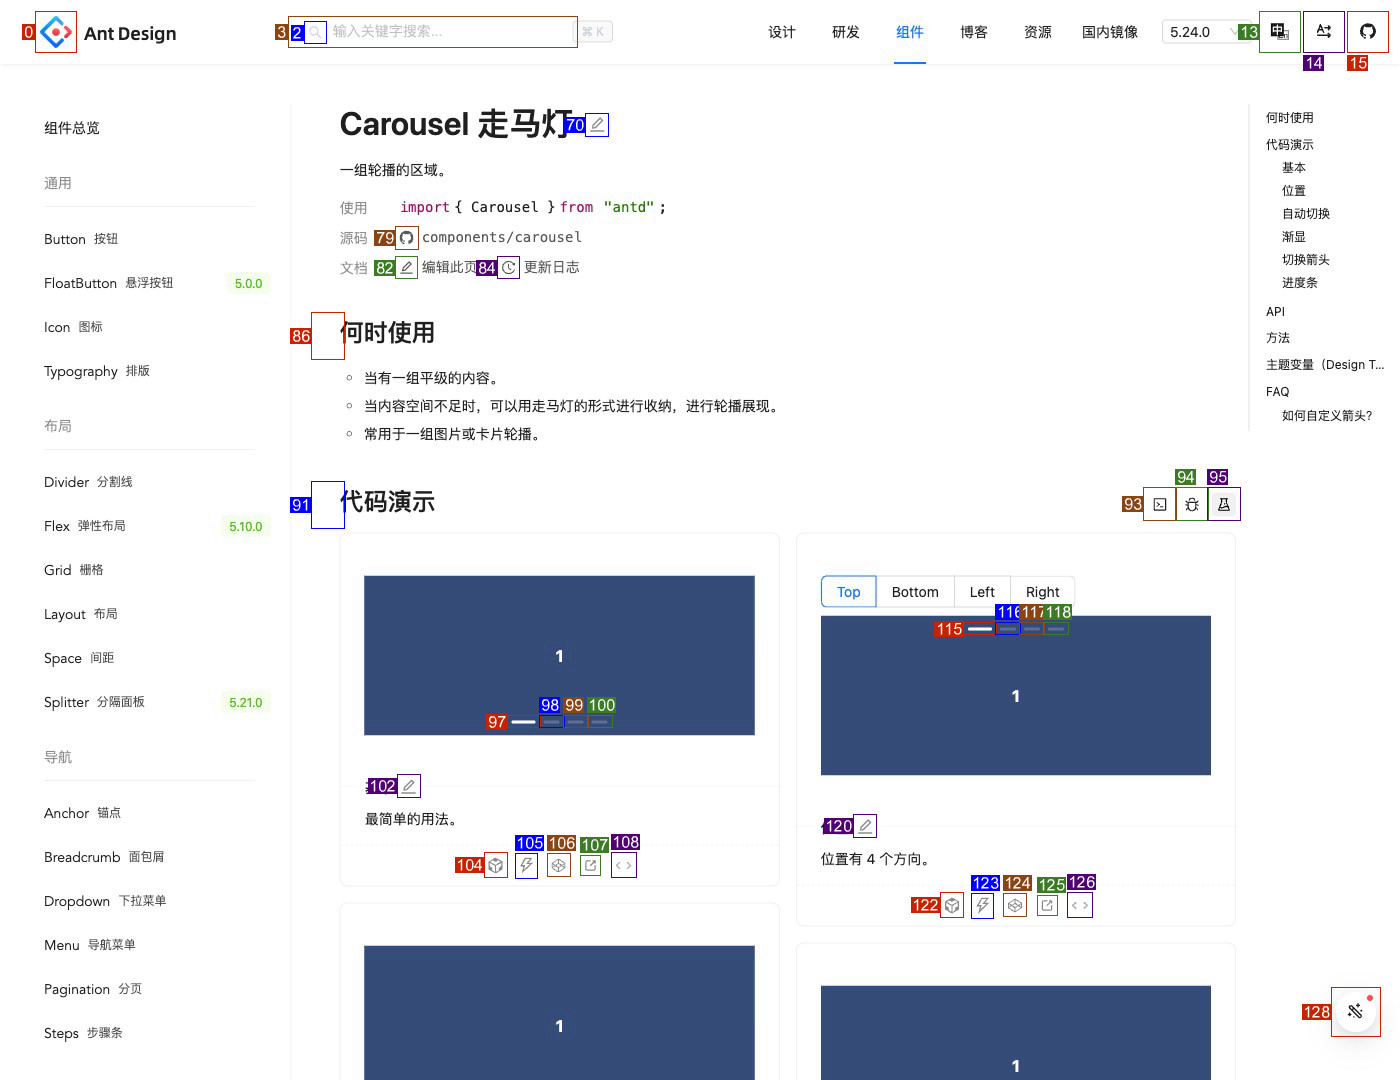 0
Ant Design
3
2
输入关键字搜索...
⌘ K
设计
研发
组件
博客
资源
国内镜像
5.24.0
13
14
15
组件总览
通用
Button 按钮
FloatButton 悬浮按钮 5.0.0
Icon 图标
Typography 排版
布局
Divider 分割线
Flex 弹性布局 5.10.0
Grid 栅格
Layout 布局
Space 间距
Splitter 分隔面板 5.21.0
导航
Anchor 锚点
Breadcrumb 面包屑
Dropdown 下拉菜单
Menu 导航菜单
Pagination 分页
Steps 步骤条
Carousel 走马灯
70
一组轮播的区域。
使用 import { Carousel } from "antd";
源码 79 components/carousel
文档 82 编辑此页 84 更新日志
86
何时使用
当有一组平级的内容。
当内容空间不足时，可以用走马灯的形式进行收纳，进行轮播展现。
常用于一组图片或卡片轮播。
91
代码演示
93
94
95
1
97
98
99
100
102
最简单的用法。
104
105
106
107
108
1
Top
Bottom
Left
Right
115
116
117
118
1
120
位置有 4 个方向。
122
123
124
125
126
1
何时使用
代码演示
基本
位置
自动切换
渐显
切换箭头
进度条
API
方法
主题变量（Design T...
FAQ
如何自定义箭头？
128